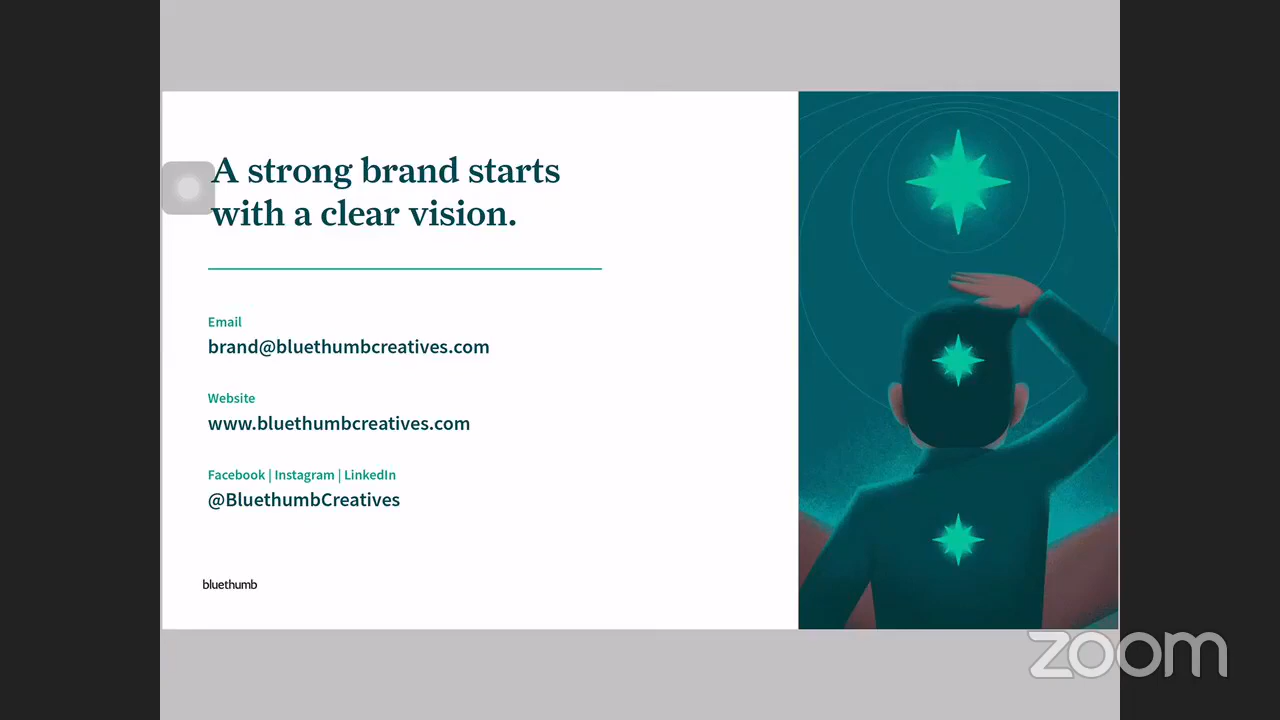 A strong brand starts
with a clear vision.
Email
brand@bluethumbcreatives.com
Website
www.bluethumbcreatives.com
Facebook | Instagram | LinkedIn
@BluethumbCreatives
bluethumb
zoom